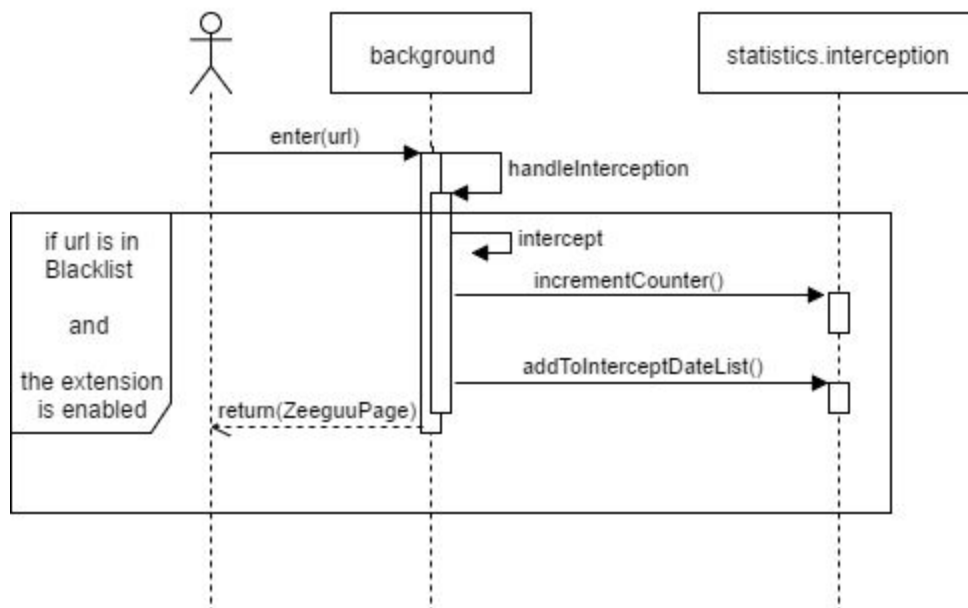 background
statistics.interception
enter(url)
handleInterception
if url is in
Blacklist
and
the extension
is enabled
intercept
incrementCounter()
addToInterceptDateList()
return(ZeeguuPage)